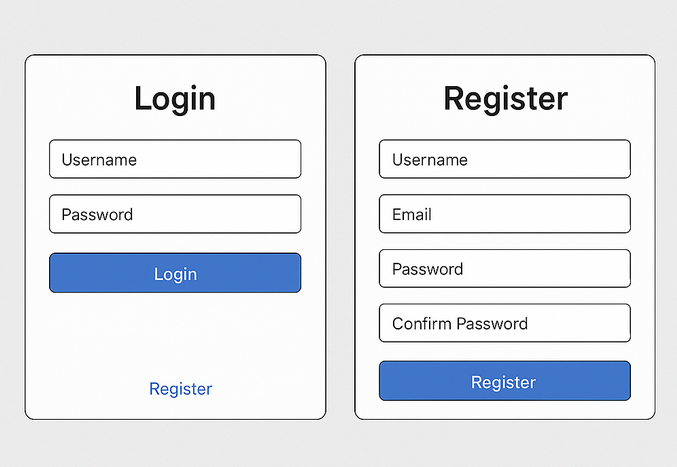 Login
Username
Password
Login
Register
Register
Username
Email
Password
Confirm Password
Register